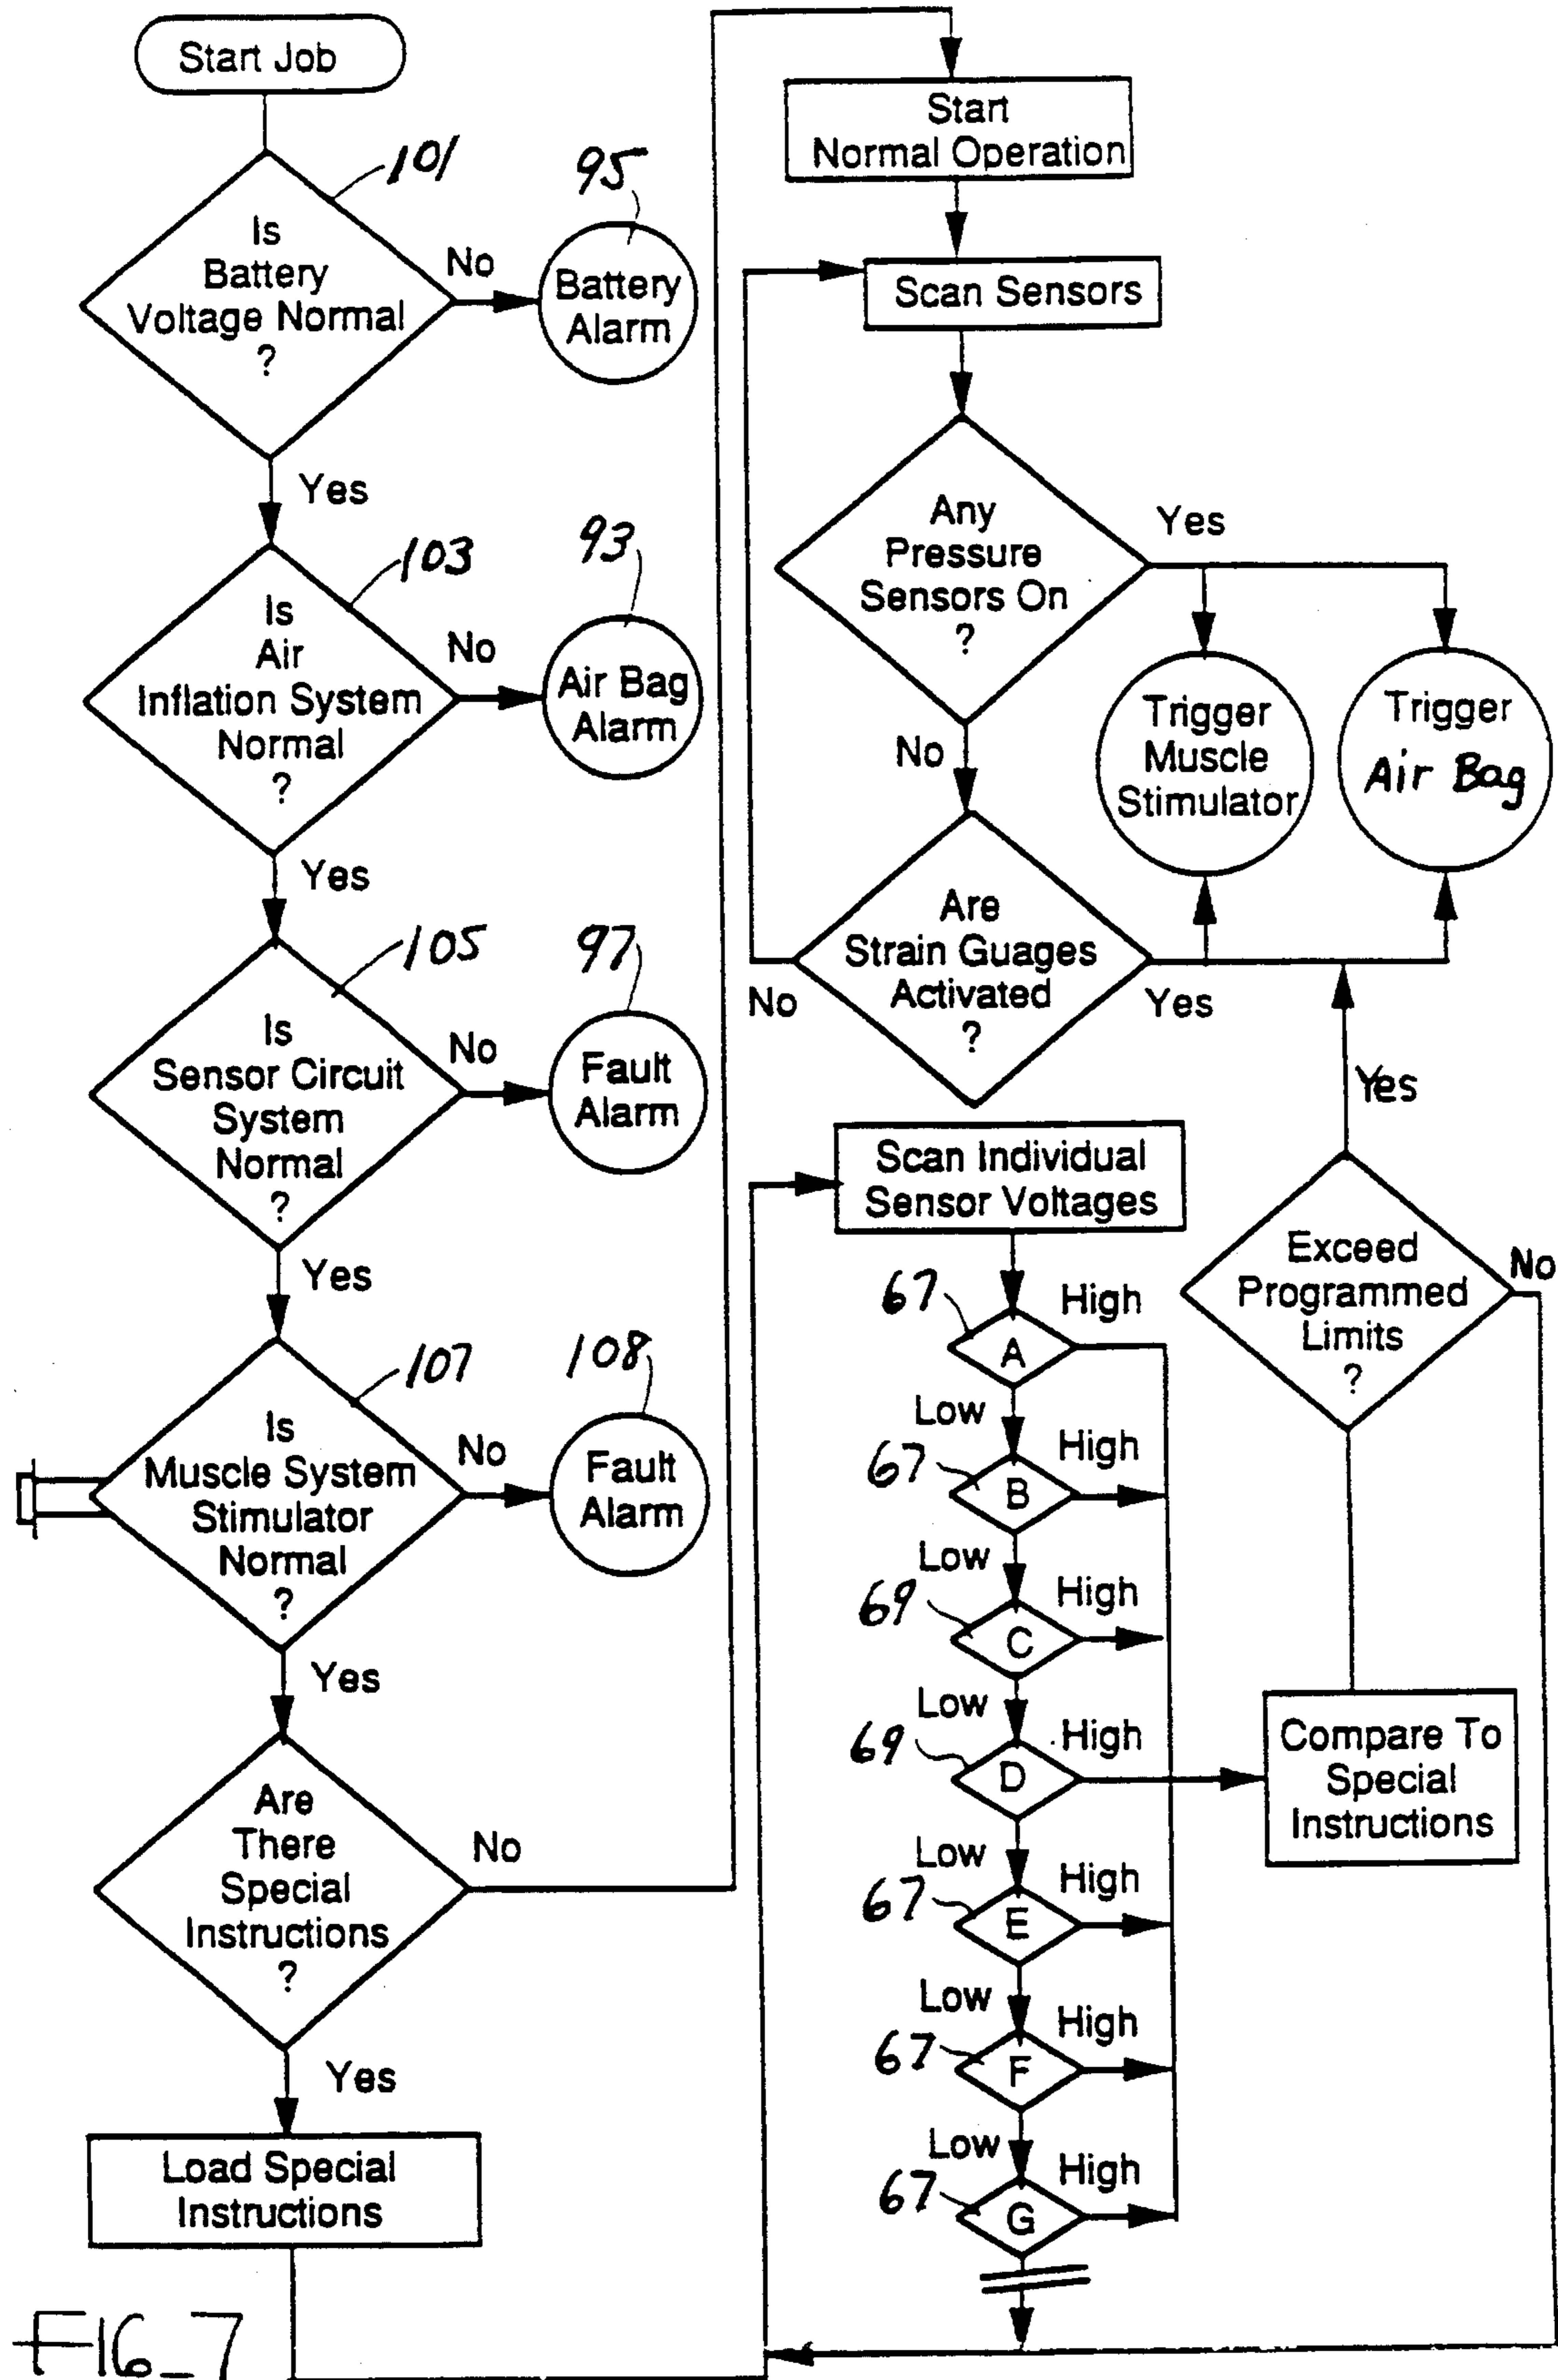 Start Job
101
Is
Battery
Voltage Normal
?
No
95
Battery
Alarm
Yes
103
Is
Air
Inflation System
Normal
?
No
93
Air Bag
Alarm
Yes
105
Is
Sensor Circuit
System
Normal
?
No
97
Fault
Alarm
Yes
107
Is
Muscle System
Stimulator
Normal
?
No
108
Fault
Alarm
Yes
Are
There
Special
Instructions
?
No
Yes
Load Special
Instructions
Start
Normal Operation
Scan Sensors
Any
Pressure
Sensors On
?
Yes
No
Trigger
Muscle
Stimulator
Trigger
Air Bag
Are
Strain Guages
Activated
?
No
Yes
Scan Individual
Sensor Voltages
67
A
High
Low
67
B
High
Low
69
C
High
Low
69
D
High
Low
67
E
High
Low
67
F
High
Low
67
G
High
Yes
Exceed
Programmed
Limits
?
No
Compare To
Special
Instructions
FIG_7